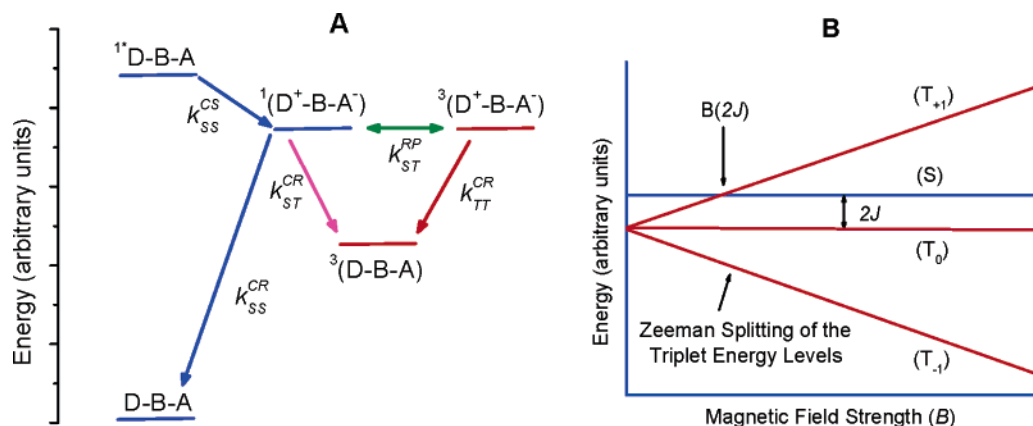 A
Energy (arbitrary units)
¹*D-B-A
k_SS^CS
¹(D⁺-B-A⁻)
³(D⁺-B-A⁻)
k_ST^RP
k_ST^CR
k_TT^CR
³(D-B-A)
k_SS^CR
D-B-A
B
Energy (arbitrary units)
B(2J)
(T₊₁)
(S)
2J
(T₀)
Zeeman Splitting of the
Triplet Energy Levels
(T₋₁)
Magnetic Field Strength (B)